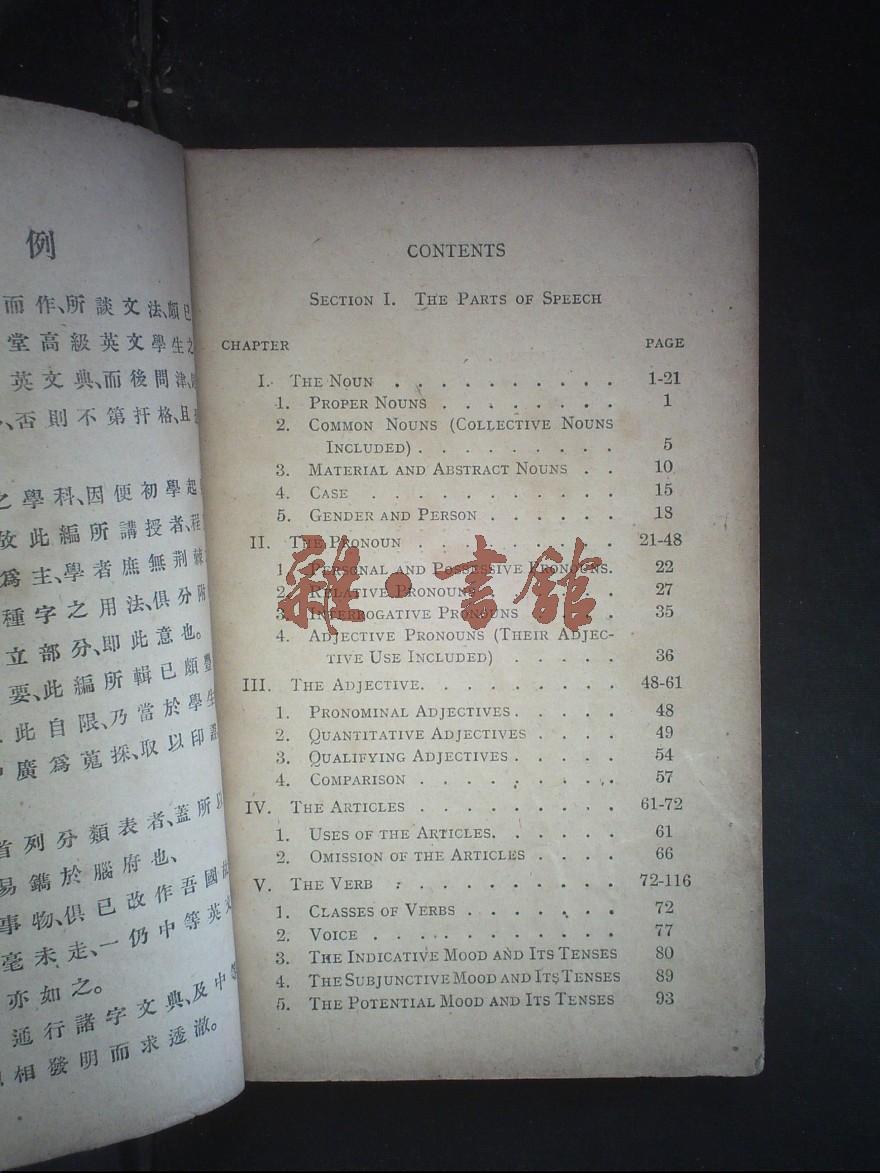 例
而作、所談文法、頗已
堂高級英文學生之
英文典、而後問津、
否則不第扞格、且
之學科、因便初學起
故此編所講授者、程
爲主、學者庶無荆棘
種字之用法、俱分附
立部分、即此意也。
要、此編所輯已頗豐
此自限、乃當於學生
廣爲蒐採、取以印證
首列分類表者、蓋所以
易鐫於腦府也、
事物、俱已改作吾國故
毫未走、一仍中等英文
亦如之。
通行諸字文典、及中
相發明而求透澈。
CONTENTS
SECTION I. THE PARTS OF SPEECH
CHAPTER PAGE
I. THE NOUN . . . . . . . . . . 1-21
1. PROPER NOUNS . . . . . . . . 1
2. COMMON NOUNS (COLLECTIVE NOUNS
INCLUDED) . . . . . . . . . 5
3. MATERIAL AND ABSTRACT NOUNS . . 10
4. CASE . . . . . . . . . . . 15
5. GENDER AND PERSON . . . . . . 18
II. THE PRONOUN . . . . . . . . . 21-48
1. PERSONAL AND POSSESSIVE PRONOUNS. 22
2. RELATIVE PRONOUNS . . . . . . 27
3. INTERROGATIVE PRONOUNS . . . . 35
4. ADJECTIVE PRONOUNS (THEIR ADJEC-
TIVE USE INCLUDED) . . . . . 36
III. THE ADJECTIVE. . . . . . . . . 48-61
1. PRONOMINAL ADJECTIVES . . . . . 48
2. QUANTITATIVE ADJECTIVES . . . . 49
3. QUALIFYING ADJECTIVES . . . . . 54
4. COMPARISON . . . . . . . . . 57
IV. THE ARTICLES . . . . . . . . . 61-72
1. USES OF THE ARTICLES. . . . . . 61
2. OMISSION OF THE ARTICLES . . . . 66
V. THE VERB . . . . . . . . . . 72-116
1. CLASSES OF VERBS . . . . . . . 72
2. VOICE . . . . . . . . . . . 77
3. THE INDICATIVE MOOD AND ITS TENSES 80
4. THE SUBJUNCTIVE MOOD AND ITS TENSES 89
5. THE POTENTIAL MOOD AND ITS TENSES 93
雜·書館